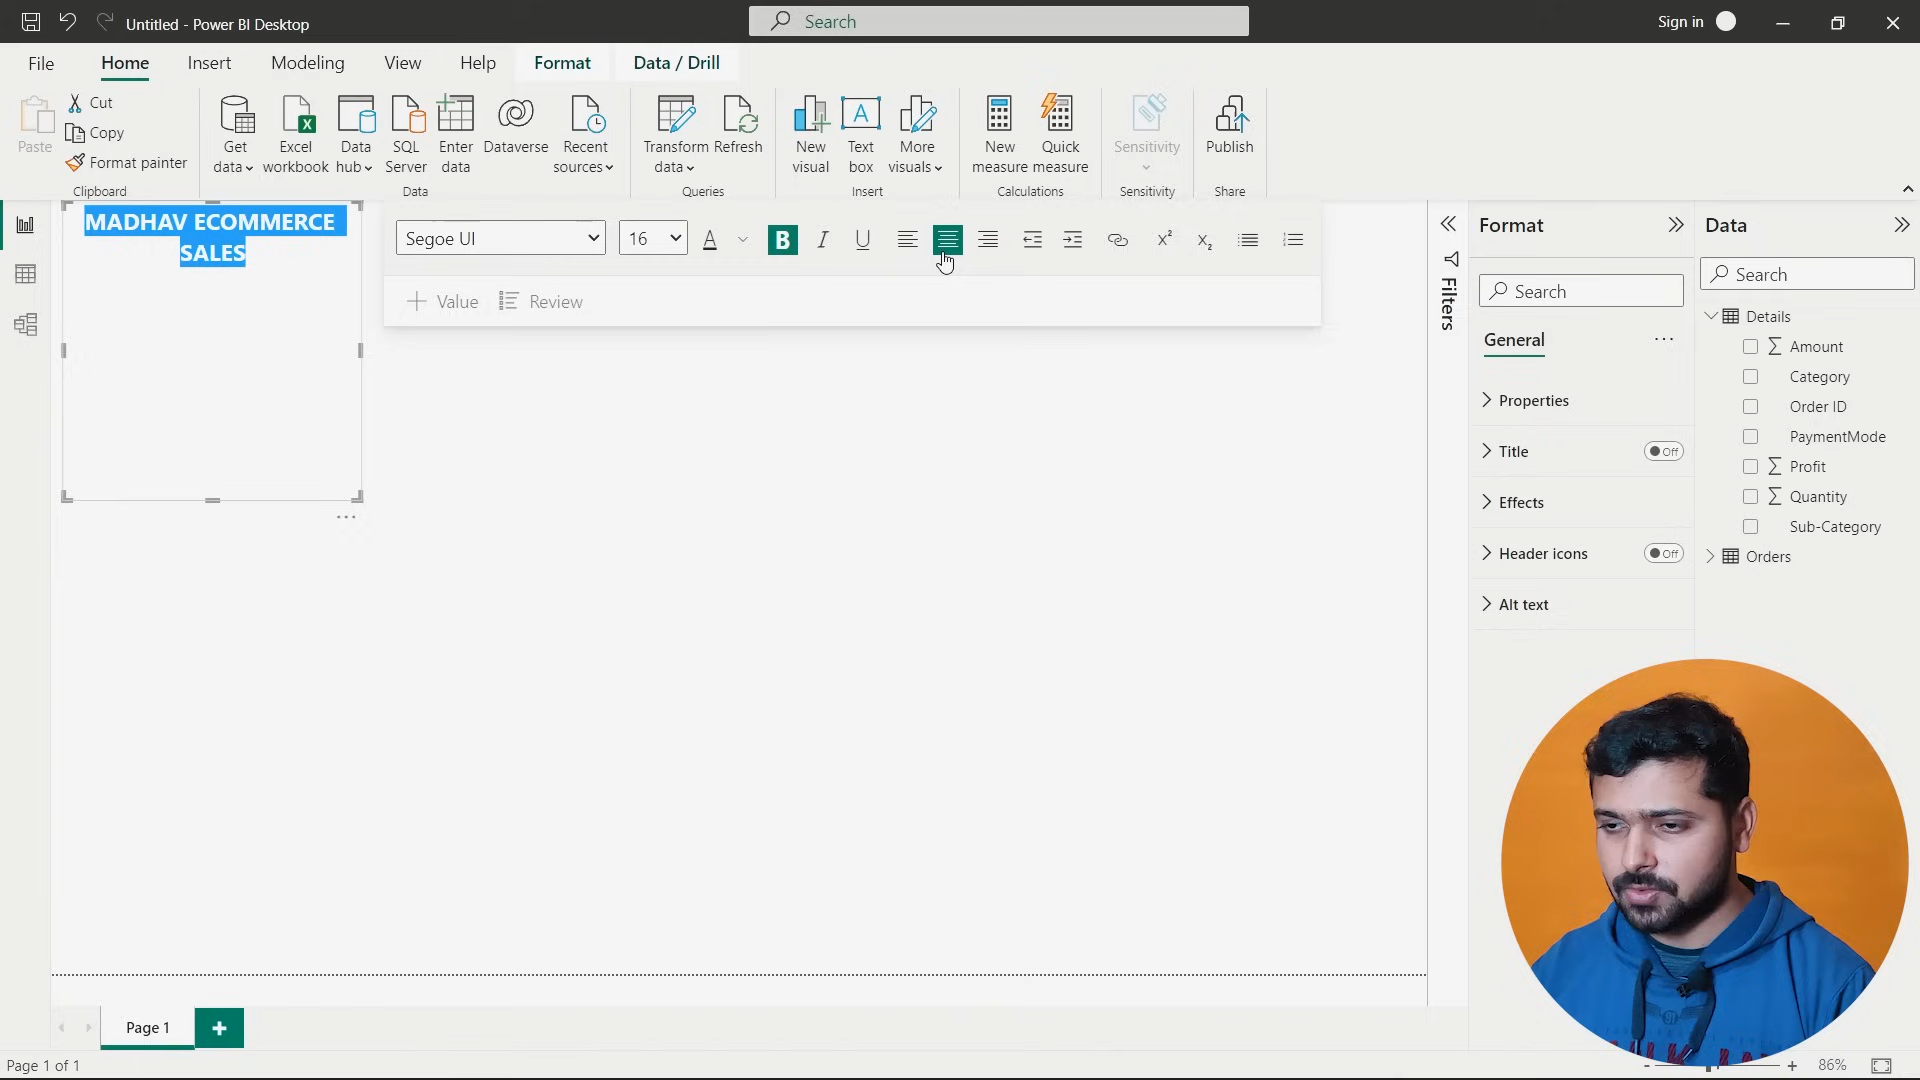 Untitled - Power BI Desktop
Search
Sign in
File
Home
Insert
Modeling
View
Help
Format
Data / Drill
Paste
Cut
Copy
Format painter
Clipboard
Get data
Excel workbook
Data hub
SQL Server
Enter data
Dataverse
Recent sources
Data
Transform data
Refresh
Queries
New visual
Text box
More visuals
Insert
New measure
Quick measure
Calculations
Sensitivity
Sensitivity
Publish
Share
MADHAV ECOMMERCE
SALES
Segoe UI
16
Value
Review
Filters
Format
Search
General
Properties
Title
Off
Effects
Header icons
Off
Alt text
Data
Search
Details
Amount
Category
Order ID
PaymentMode
Profit
Quantity
Sub-Category
Orders
Page 1
Page 1 of 1
86%